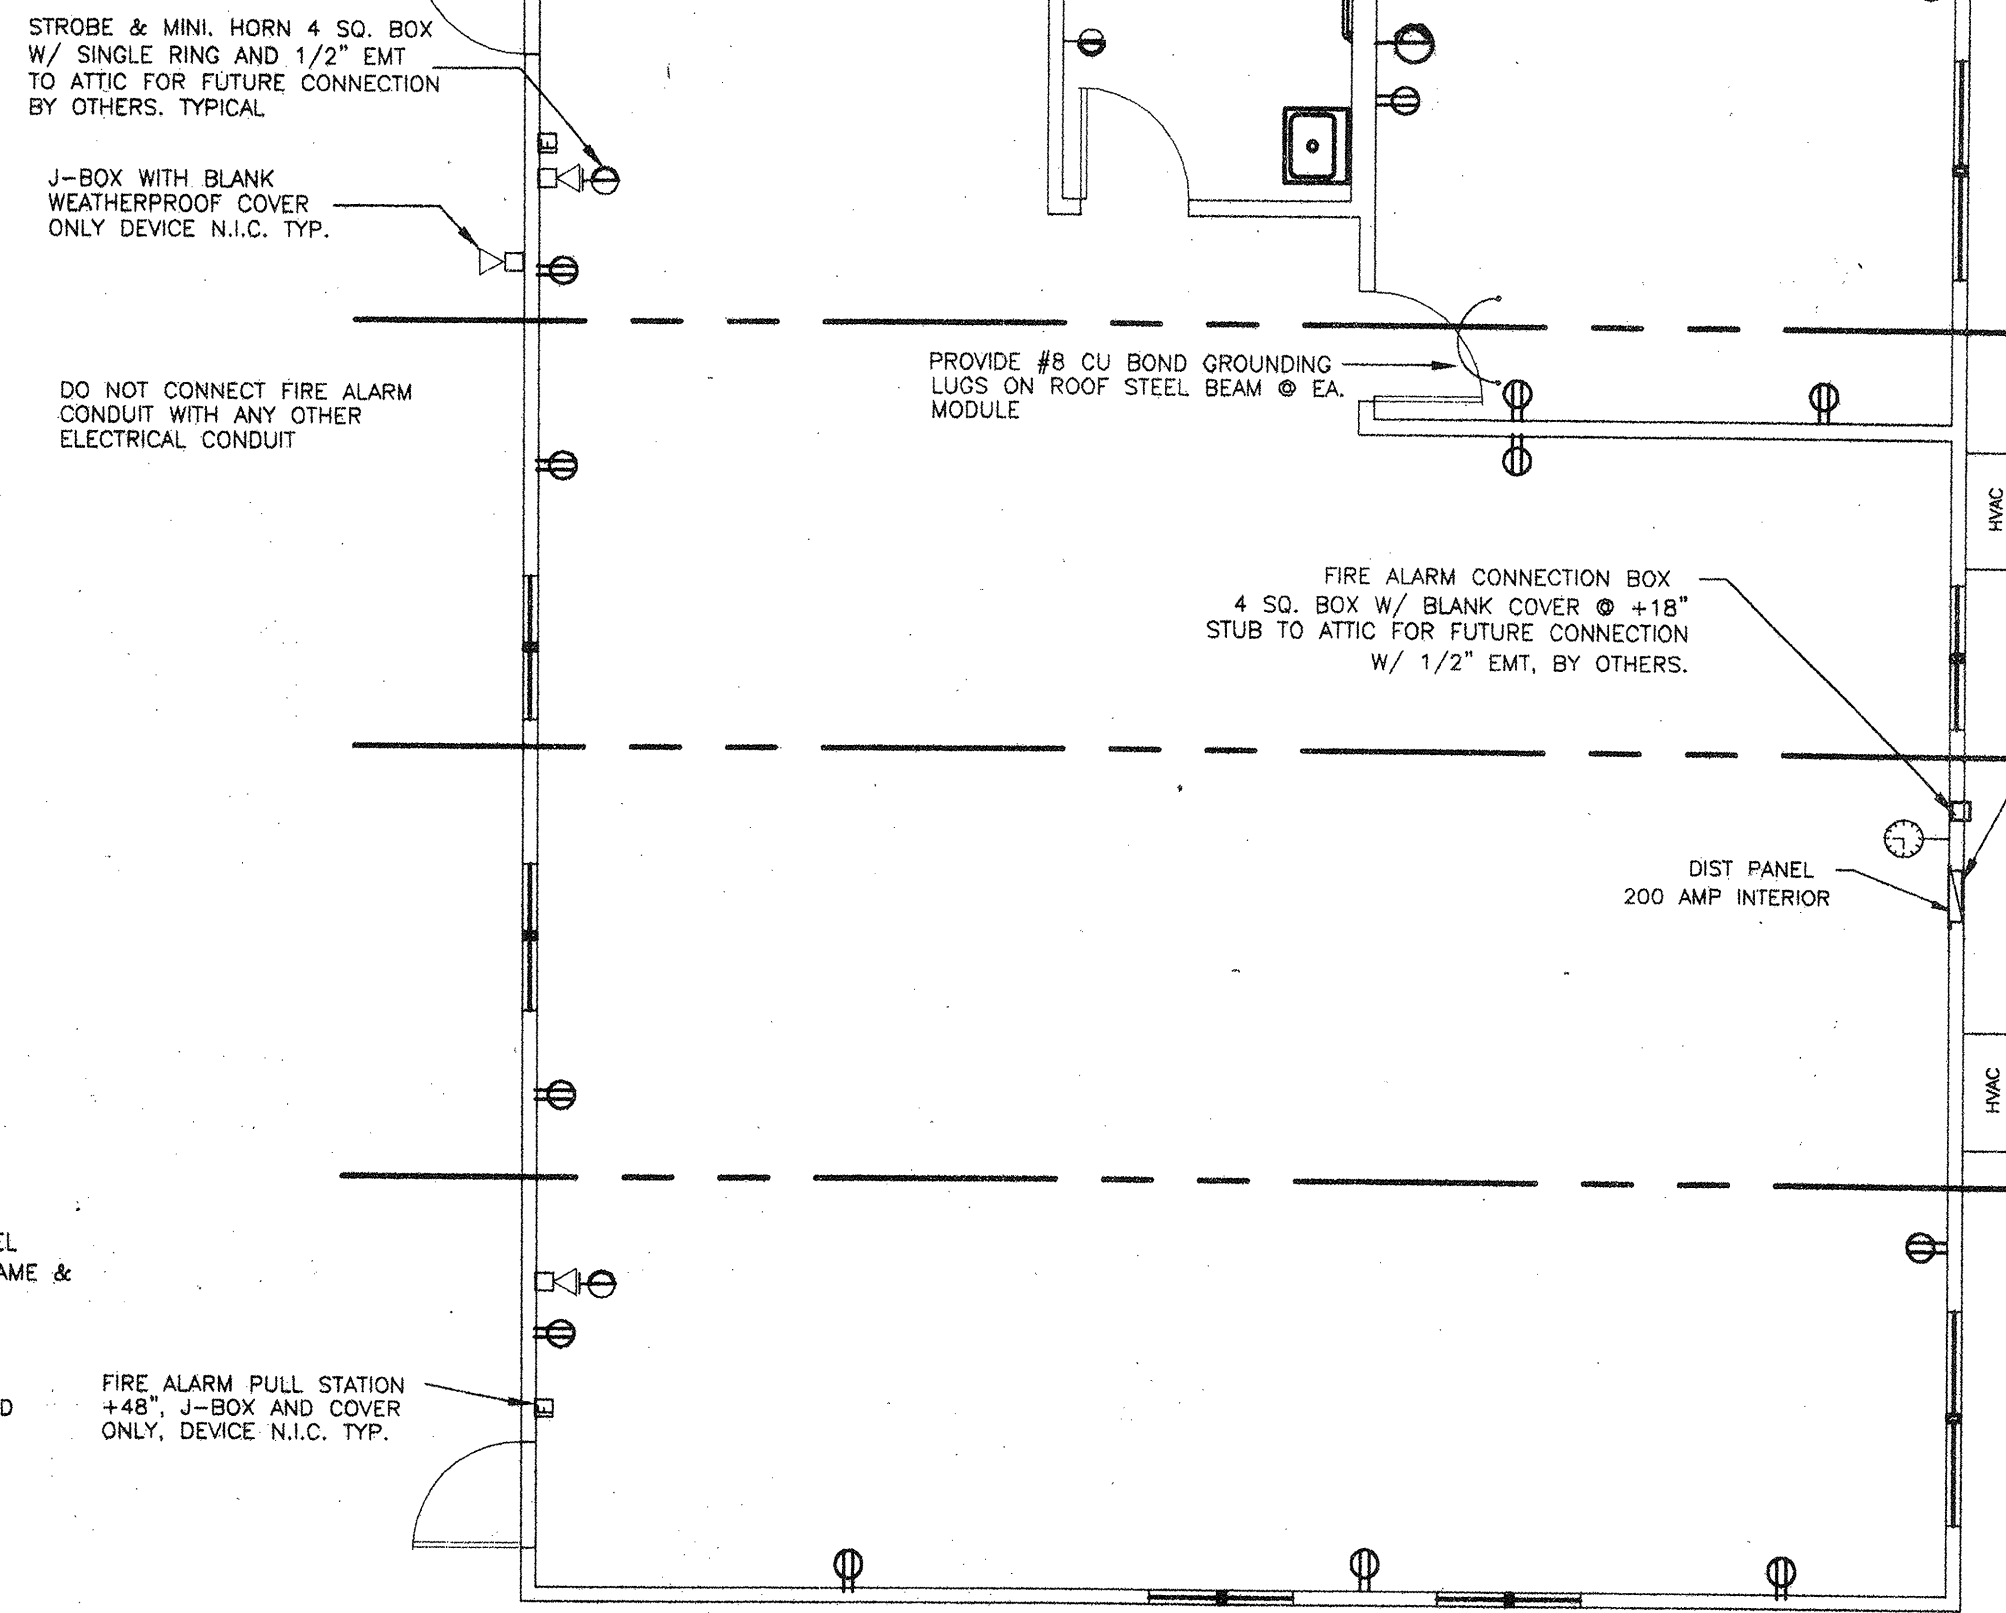 STROBE & MINI. HORN 4 SQ. BOX
W/ SINGLE RING AND 1/2" EMT
TO ATTIC FOR FUTURE CONNECTION
BY OTHERS. TYPICAL
J-BOX WITH BLANK
WEATHERPROOF COVER
ONLY DEVICE N.I.C. TYP.
DO NOT CONNECT FIRE ALARM
CONDUIT WITH ANY OTHER
ELECTRICAL CONDUIT
PROVIDE #8 CU BOND GROUNDING
LUGS ON ROOF STEEL BEAM @ EA.
MODULE
HVAC
FIRE ALARM CONNECTION BOX
4 SQ. BOX W/ BLANK COVER @ +18"
STUB TO ATTIC FOR FUTURE CONNECTION
W/ 1/2" EMT, BY OTHERS.
DIST PANEL
200 AMP INTERIOR
HVAC
EL
AME &
D
FIRE ALARM PULL STATION
+48", J-BOX AND COVER
ONLY, DEVICE N.I.C. TYP.
F
F